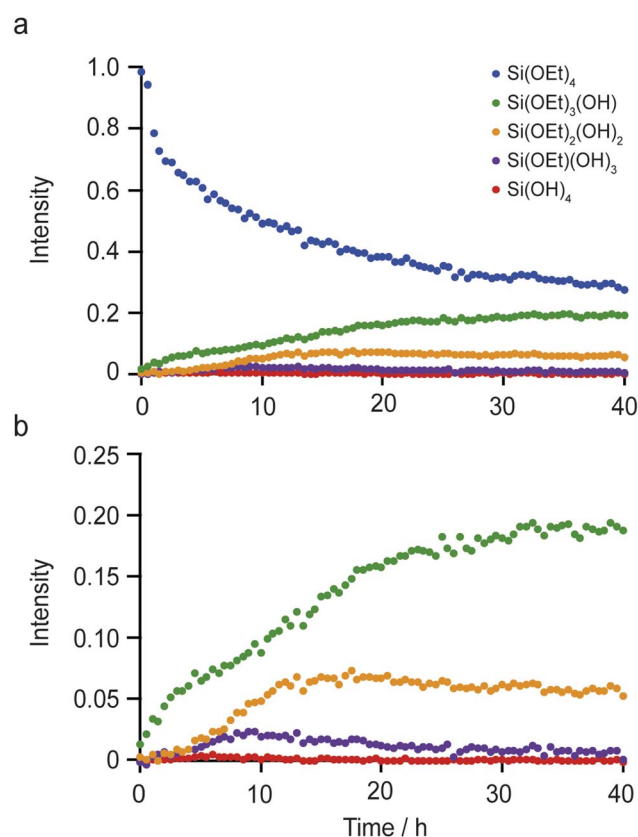 a
1.0
0.8
0.6
0.4
0.2
0
Intensity
0 10 20 30 40
Si(OEt)₄
Si(OEt)₃(OH)
Si(OEt)₂(OH)₂
Si(OEt)(OH)₃
Si(OH)₄
b
0.25
0.20
0.15
0.10
0.05
0
Intensity
0 10 20 30 40
Time / h